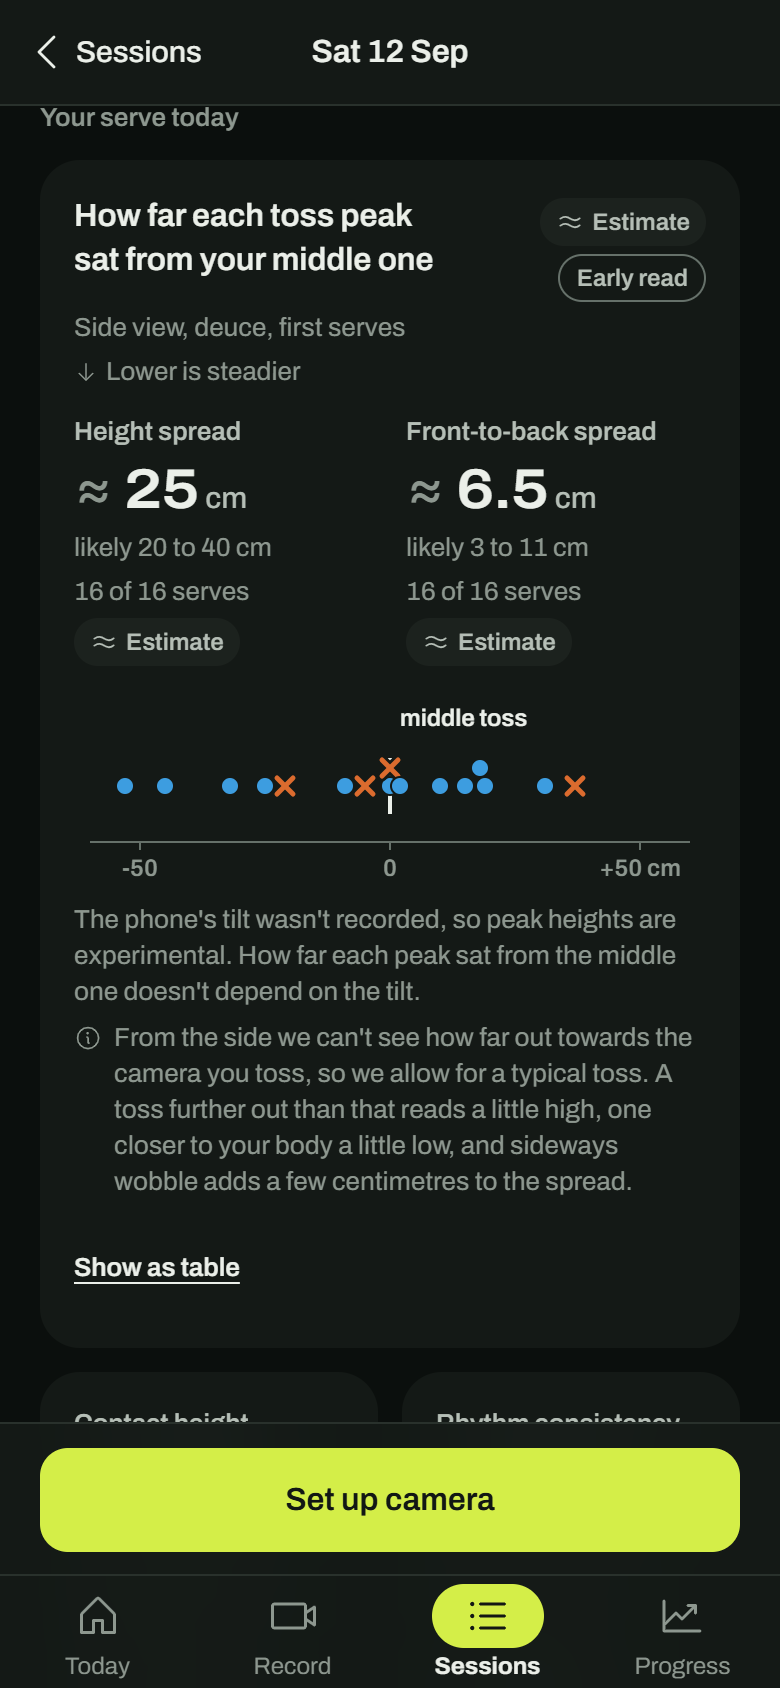 Sessions
Sat 12 Sep
Your serve today
How far each toss peak
sat from your middle one
≈ Estimate
Early read
Side view, deuce, first serves
↓ Lower is steadier
Height spread
≈ 25 cm
likely 20 to 40 cm
16 of 16 serves
≈ Estimate
Front-to-back spread
≈ 6.5 cm
likely 3 to 11 cm
16 of 16 serves
≈ Estimate
middle toss
-50
0
+50 cm
The phone's tilt wasn't recorded, so peak heights are
experimental. How far each peak sat from the middle
one doesn't depend on the tilt.
From the side we can't see how far out towards the
camera you toss, so we allow for a typical toss. A
toss further out than that reads a little high, one
closer to your body a little low, and sideways
wobble adds a few centimetres to the spread.
Show as table
Contact height
Rhythm consistency
Set up camera
Today
Record
Sessions
Progress